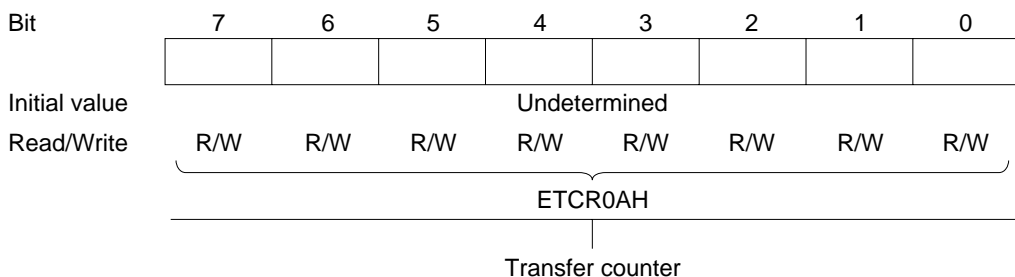 Bit 7 6 5 4 3 2 1 0
Initial value Undetermined
Read/Write R/W R/W R/W R/W R/W R/W R/W R/W
ETCR0AH
Transfer counter